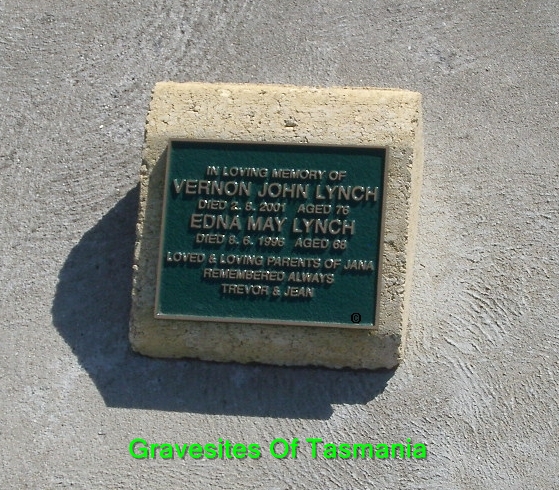 IN LOVING MEMORY OF
VERNON JOHN LYNCH
DIED 2. 8. 2001 AGED 76
EDNA MAY LYNCH
DIED 8. 6. 1996 AGED 68
LOVED & LOVING PARENTS OF JANA
REMEMBERED ALWAYS
TREVOR & JEAN
©
Gravesites Of Tasmania